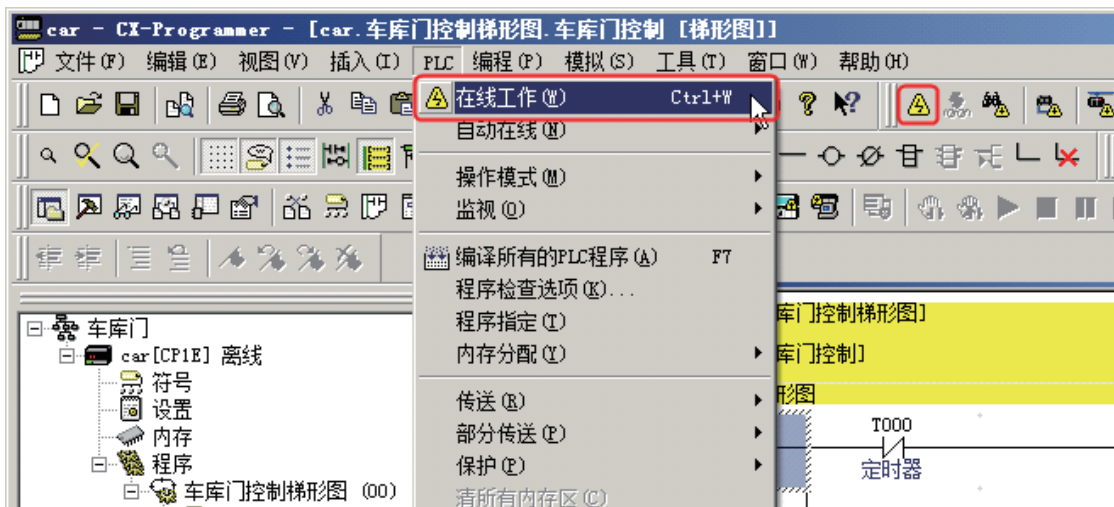 car - CX-Programmer - [car.车库门控制梯形图.车库门控制 [梯形图]]
文件(F) 编辑(E) 视图(V) 插入(I) PLC 编程(P) 模拟(S) 工具(T) 窗口(W) 帮助(H)
在线工作(W) Ctrl+W
自动在线(N)
操作模式(M)
监视(O)
编译所有的PLC程序(A) F7
程序检查选项(K)...
程序指定(T)
内存分配(Y)
传送(R)
部分传送(P)
保护(P)
清所有内存区(C)
车库门
car[CP1E] 离线
符号
设置
内存
程序
车库门控制梯形图 (00)
车门控制梯形图]
库门控制]
形图
T000
定时器